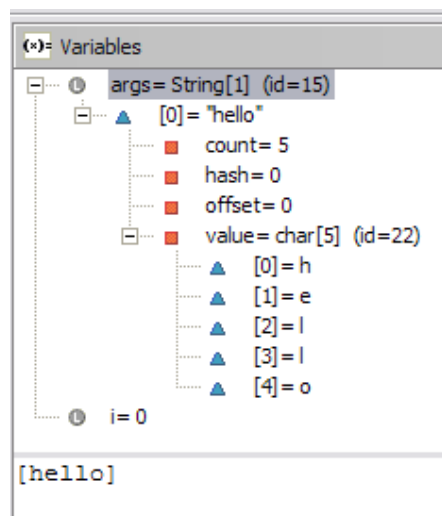 (x)= Variables
L args= String[1] (id=15)
[0]= "hello"
count= 5
hash= 0
offset= 0
value= char[5] (id=22)
[0]= h
[1]= e
[2]= l
[3]= l
[4]= o
L i= 0
[hello]